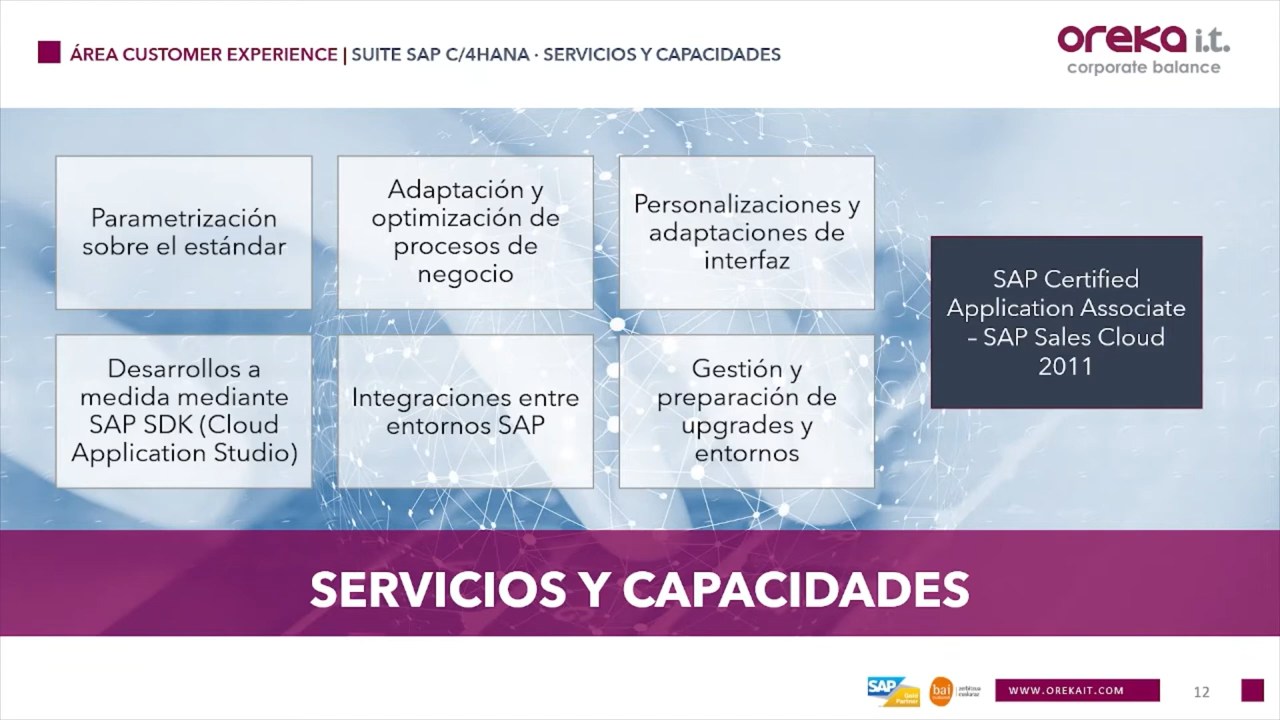 ÁREA CUSTOMER EXPERIENCE | SUITE SAP C/4HANA · SERVICIOS Y CAPACIDADES
oreka i.t.
corporate balance
Parametrización
sobre el estándar
Adaptación y
optimización de
procesos de
negocio
Personalizaciones y
adaptaciones de
interfaz
Desarrollos a
medida mediante
SAP SDK (Cloud
Application Studio)
Integraciones entre
entornos SAP
Gestión y
preparación de
upgrades y
entornos
SAP Certified
Application Associate
– SAP Sales Cloud
2011
SERVICIOS Y CAPACIDADES
SAP
Gold
Partner
bai
WWW.OREKAIT.COM
12